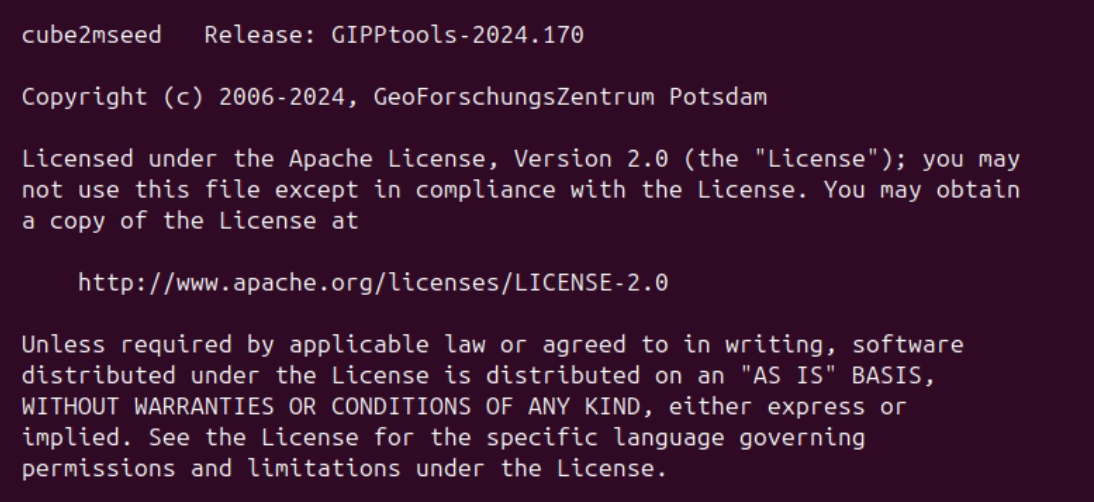 cube2mseed   Release: GIPPtools-2024.170
Copyright (c) 2006-2024, GeoForschungsZentrum Potsdam
Licensed under the Apache License, Version 2.0 (the "License"); you may
not use this file except in compliance with the License. You may obtain
a copy of the License at
http://www.apache.org/licenses/LICENSE-2.0
Unless required by applicable law or agreed to in writing, software
distributed under the License is distributed on an "AS IS" BASIS,
WITHOUT WARRANTIES OR CONDITIONS OF ANY KIND, either express or
implied. See the License for the specific language governing
permissions and limitations under the License.